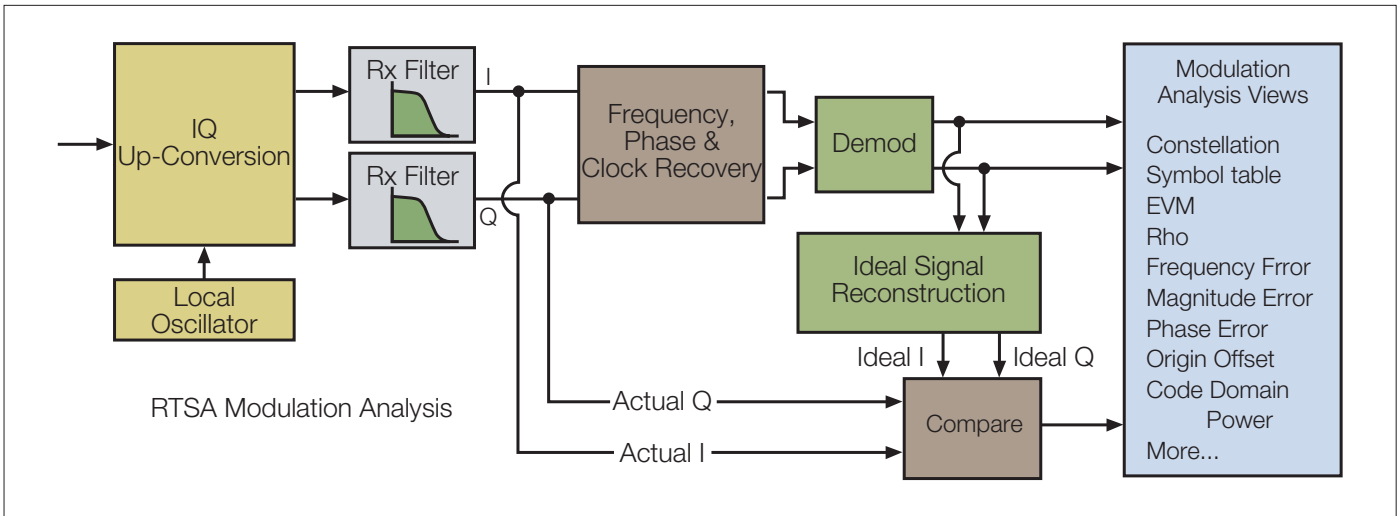 IQ
Up-Conversion
Local
Oscillator
Rx Filter
I
Rx Filter
Q
Frequency,
Phase &
Clock Recovery
Demod
Ideal Signal
Reconstruction
Ideal I
Ideal Q
Actual Q
Actual I
Compare
RTSA Modulation Analysis
Modulation
Analysis Views
Constellation
Symbol table
EVM
Rho
Frequency Frror
Magnitude Error
Phase Error
Origin Offset
Code Domain
Power
More...